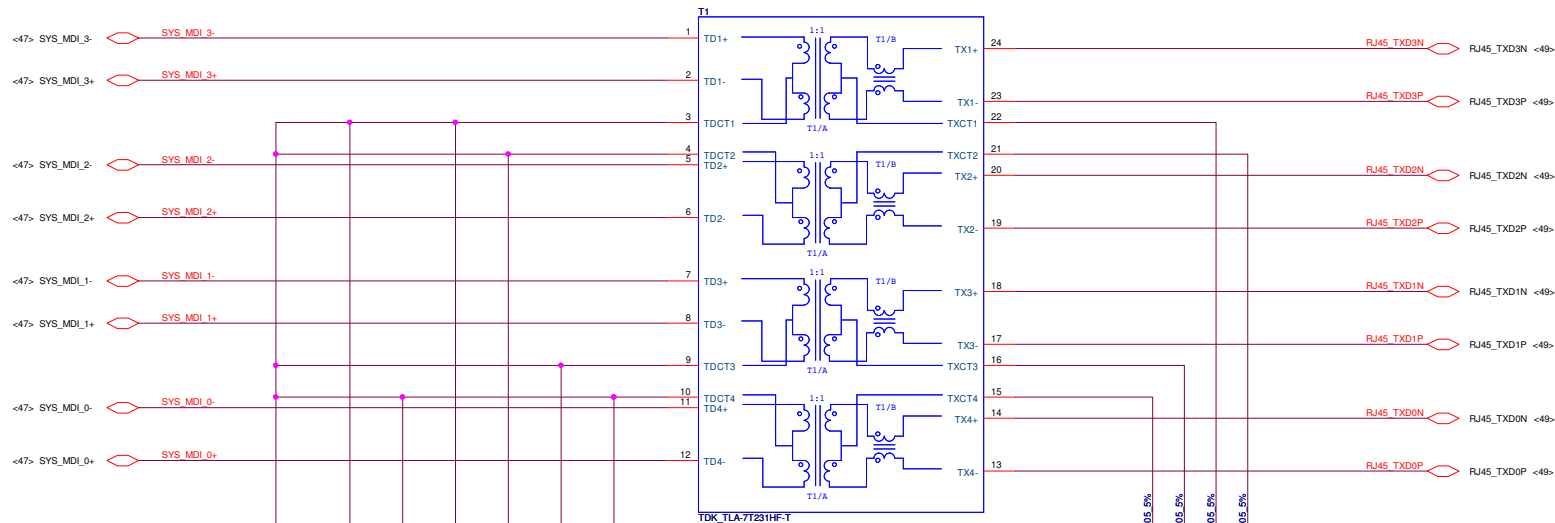 T1
<47> SYS_MDI_3- SYS_MDI_3- 1 TD1+ 1:1 T1/B TX1+ 24 RJ45_TXD3N RJ45_TXD3N <49>
<47> SYS_MDI_3+ SYS_MDI_3+ 2 TD1- TX1- 23 RJ45_TXD3P RJ45_TXD3P <49>
3 TDCT1 T1/A TXCT1 22
4 TDCT2 1:1 T1/B TXCT2 21
<47> SYS_MDI_2- SYS_MDI_2- 5 TD2+ TX2+ 20 RJ45_TXD2N RJ45_TXD2N <49>
<47> SYS_MDI_2+ SYS_MDI_2+ 6 TD2- TX2- 19 RJ45_TXD2P RJ45_TXD2P <49>
T1/A
<47> SYS_MDI_1- SYS_MDI_1- 7 TD3+ 1:1 T1/B TX3+ 18 RJ45_TXD1N RJ45_TXD1N <49>
<47> SYS_MDI_1+ SYS_MDI_1+ 8 TD3- TX3- 17 RJ45_TXD1P RJ45_TXD1P <49>
9 TDCT3 T1/A TXCT3 16
10 TDCT4 1:1 T1/B TXCT4 15
<47> SYS_MDI_0- SYS_MDI_0- 11 TD4+ TX4+ 14 RJ45_TXD0N RJ45_TXD0N <49>
<47> SYS_MDI_0+ SYS_MDI_0+ 12 TD4- TX4- 13 RJ45_TXD0P RJ45_TXD0P <49>
T1/A
05_5% 05_5% 05_5% 05_5%
TDK_TLA-7T231HF-T